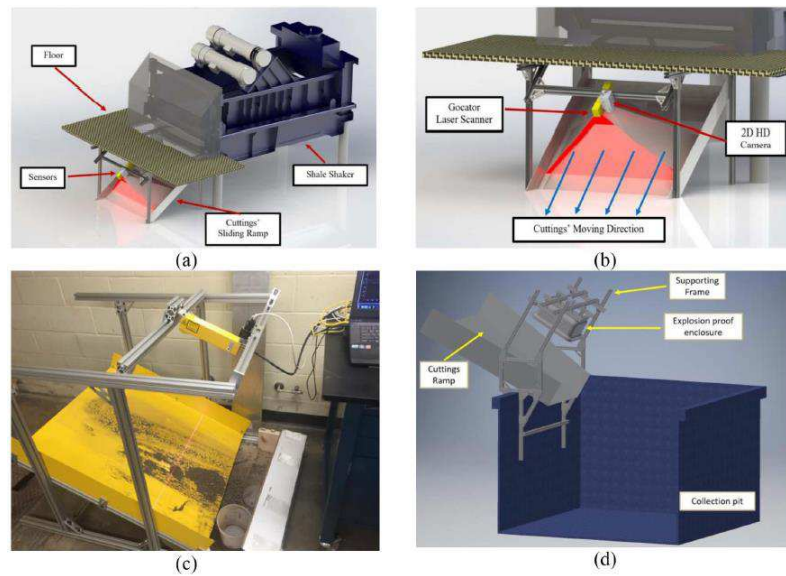 Floor
Sensors
Shale Shaker
Cuttings'
Sliding Ramp
(a)
Gocator
Laser Scanner
2D HD
Camera
Cuttings' Moving Direction
(b)
(c)
Supporting
Frame
Explosion proof
enclosure
Cuttings
Ramp
Collection pit
(d)